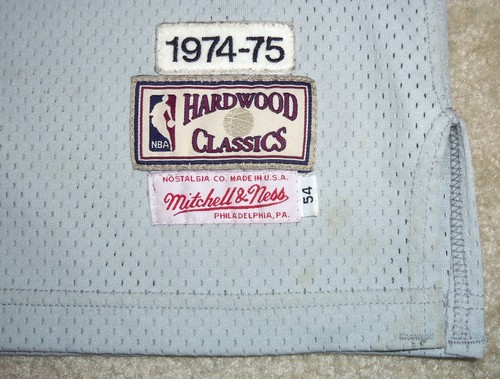 1974-75
HARDWOOD
CLASSICS
NBA
NOSTALGIA CO. MADE IN U.S.A.
Mitchell & Ness
PHILADELPHIA, PA.
54